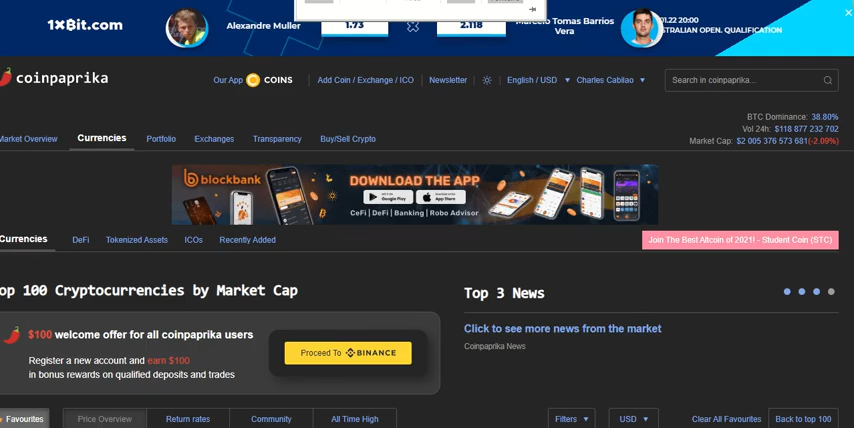 1xBit.com
Alexandre Muller
1.73
2.118
Marcelo Tomas Barrios
Vera
01.22 20:00
STRALIAN OPEN. QUALIFICATION
coinpaprika
Our App COINS
Add Coin / Exchange / ICO
Newsletter
English / USD
Charles Cabilao
Search in coinpaprika...
BTC Dominance: 38.80%
Vol 24h: $118 877 232 702
Market Cap: $2 005 376 573 681(-2.09%)
Market Overview
Currencies
Portfolio
Exchanges
Transparency
Buy/Sell Crypto
blockbank
DOWNLOAD THE APP
Google Play
App Store
CeFi | DeFi | Banking | Robo Advisor
Currencies
DeFi
Tokenized Assets
ICOs
Recently Added
Join The Best Altcoin of 2021! - Student Coin (STC)
op 100 Cryptocurrencies by Market Cap
$100 welcome offer for all coinpaprika users
Register a new account and earn $100
in bonus rewards on qualified deposits and trades
Proceed To BINANCE
Top 3 News
Click to see more news from the market
Coinpaprika News
Favourites
Price Overview
Return rates
Community
All Time High
Filters
USD
Clear All Favourites
Back to top 100